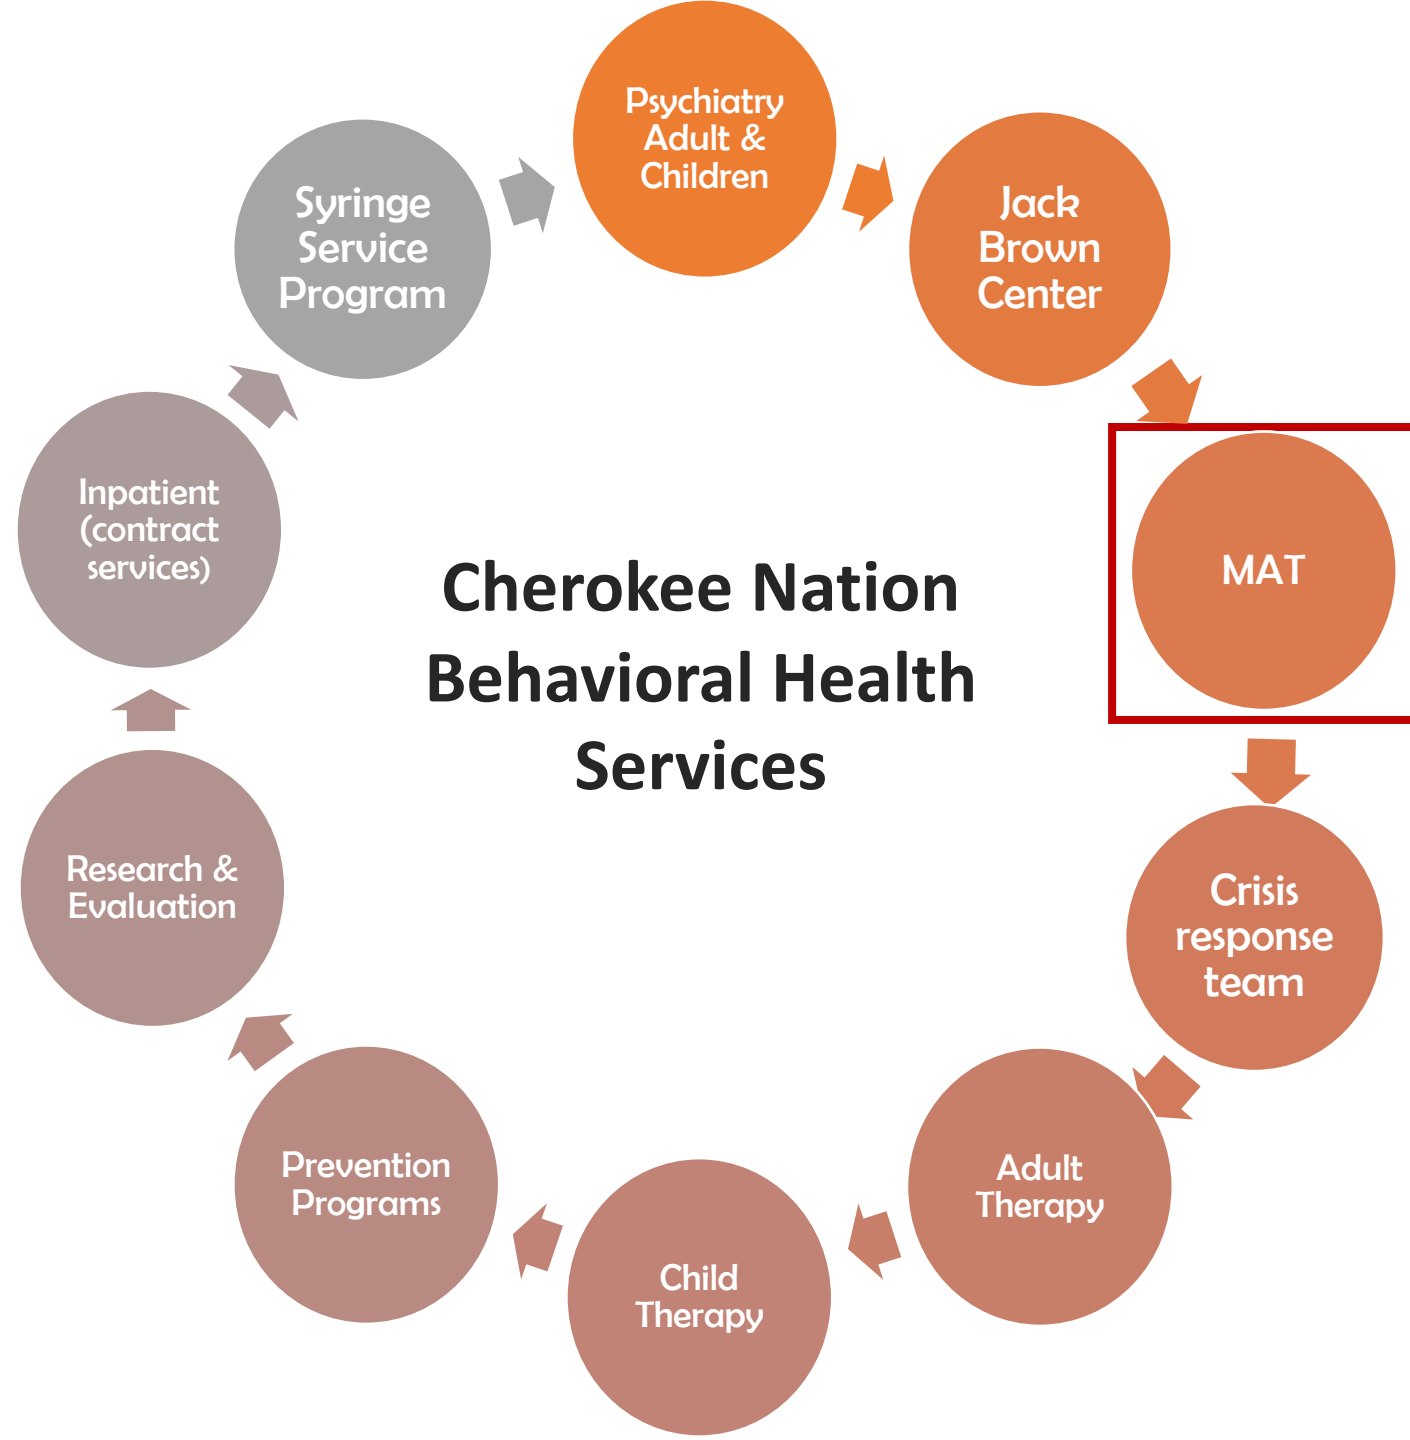 Psychiatry
Adult &
Children
Jack
Brown
Center
MAT
Crisis
response
team
Adult
Therapy
Child
Therapy
Prevention
Programs
Research &
Evaluation
Inpatient
(contract
services)
Syringe
Service
Program
Cherokee Nation
Behavioral Health
Services